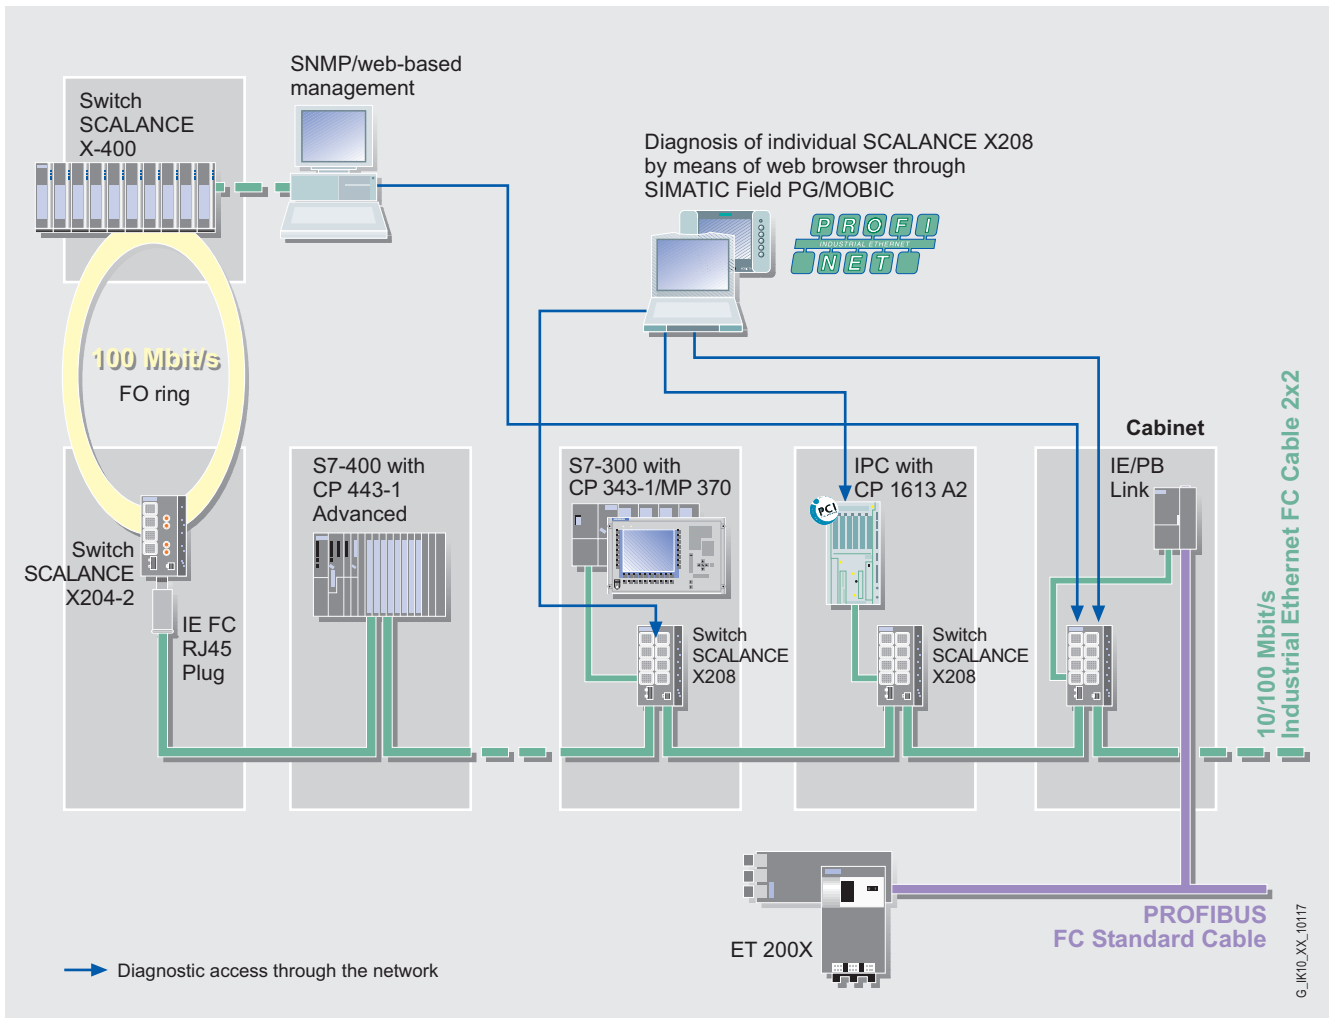 SNMP/web-based
management
Switch
SCALANCE
X-400
Diagnosis of individual SCALANCE X208
by means of web browser through
SIMATIC Field PG/MOBIC
PROFI
INDUSTRIAL ETHERNET
NET
100 Mbit/s
FO ring
Cabinet
S7-400 with
CP 443-1
Advanced
S7-300 with
CP 343-1/MP 370
IPC with
CP 1613 A2
IE/PB
Link
PCI
Switch
SCALANCE
X204-2
IE FC
RJ45
Plug
Switch
SCALANCE
X208
Switch
SCALANCE
X208
10/100 Mbit/s
Industrial Ethernet FC Cable 2x2
PROFIBUS
FC Standard Cable
ET 200X
Diagnostic access through the network
G_IK10_XX_10117